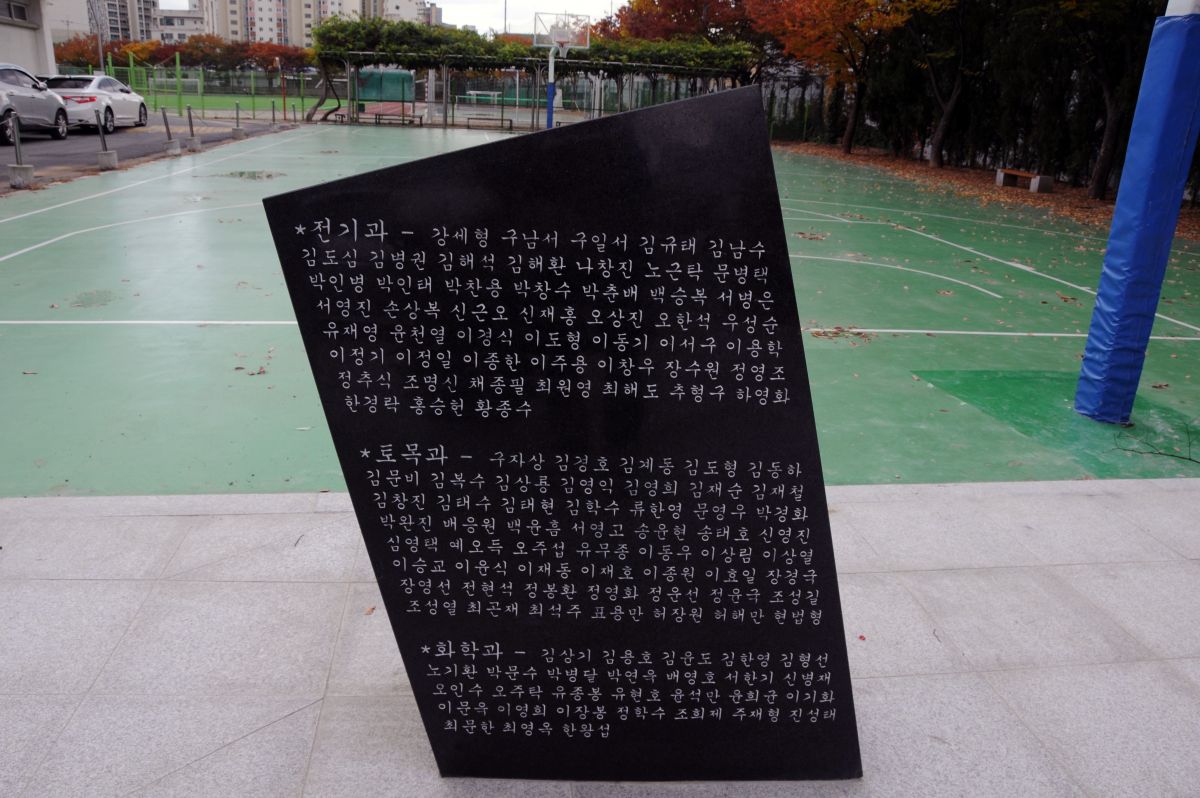 *전기과 - 강세형 구남서 구일서 김규태 김남수
김도심 김병권 김해석 김해환 나창진 노근탁 문병택
박인병 박인태 박찬용 박창수 박춘배 백승복 서병은
서영진 손상복 신근오 신재홍 오상진 오한석 우성순
유재영 윤천열 이경식 이도형 이동기 이서구 이용학
이정기 이정일 이종한 이주용 이창우 장수원 정영조
정추식 조명신 채종필 최원영 최해도 추형구 하영화
한경락 홍승헌 황종수
*토목과 - 구자상 김경호 김계동 김도형 김동하
김문비 김복수 김상룡 김영익 김영희 김재순 김재철
김창진 김태수 김태현 김학수 류한영 문영우 박경화
박완진 배응원 백윤흠 서영고 송윤현 송태호 신영진
심영택 예오득 오주섭 유무종 이동우 이상림 이상열
이승교 이윤식 이재동 이재호 이종원 이효일 장경극
장영선 전현석 정봉환 정영화 정운선 정윤극 조성길
조성열 최곤재 최석주 표용만 허장원 허해만 현법형
*화학과 - 김상기 김용호 김윤도 김한영 김형선
노기환 박문수 박병달 박연욱 배영호 서한기 신병재
오인수 오주탁 유종봉 유현호 윤석만 윤희균 이기화
이문욱 이영희 이장봉 정학수 조희제 주재형 진성태
최문한 최영옥 한왕섭